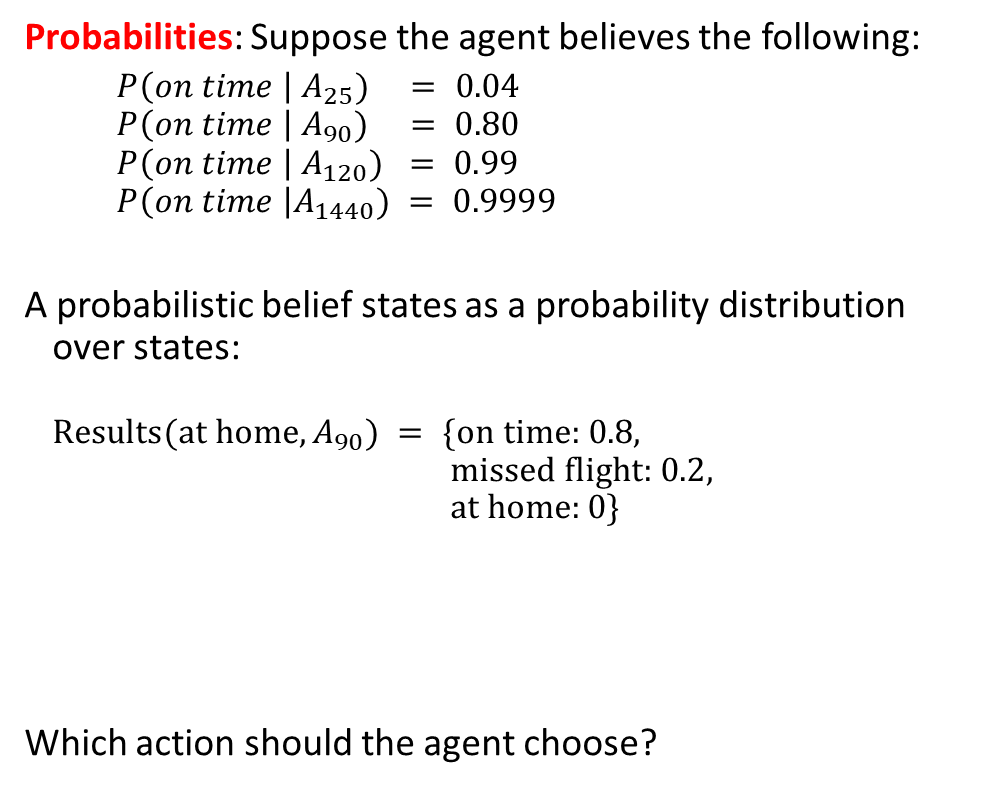 Probabilities: Suppose the agent believes the following:
P(on time | A₂₅) = 0.04
P(on time | A₉₀) = 0.80
P(on time | A₁₂₀) = 0.99
P(on time |A₁₄₄₀) = 0.9999
A probabilistic belief states as a probability distribution
over states:
Results(at home, A₉₀) = {on time: 0.8,
missed flight: 0.2,
at home: 0}
Which action should the agent choose?